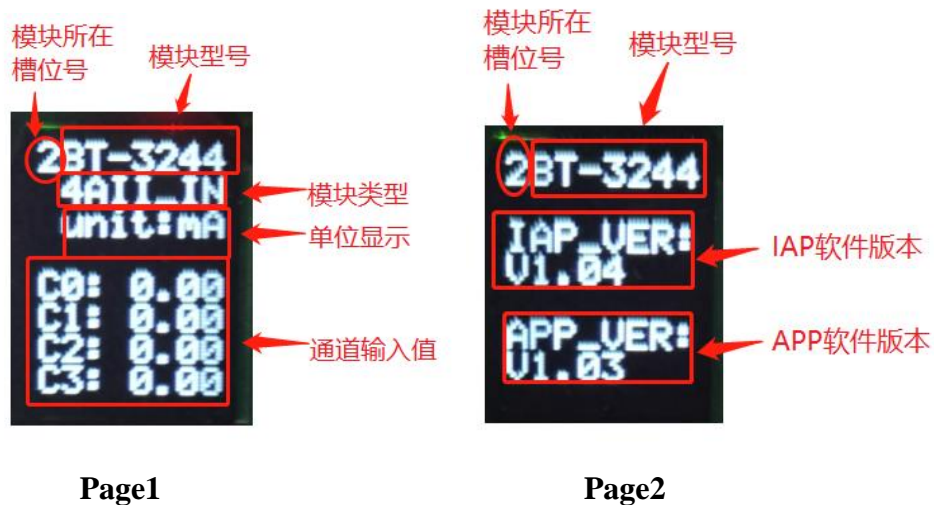 模块所在
槽位号
模块型号
2BT-3244
4AII_IN
unit:mA
C0: 0.00
C1: 0.00
C2: 0.00
C3: 0.00
模块类型
单位显示
通道输入值
Page1
模块所在
槽位号
模块型号
2BT-3244
IAP_VER:
V1.04
APP_VER:
V1.03
IAP软件版本
APP软件版本
Page2